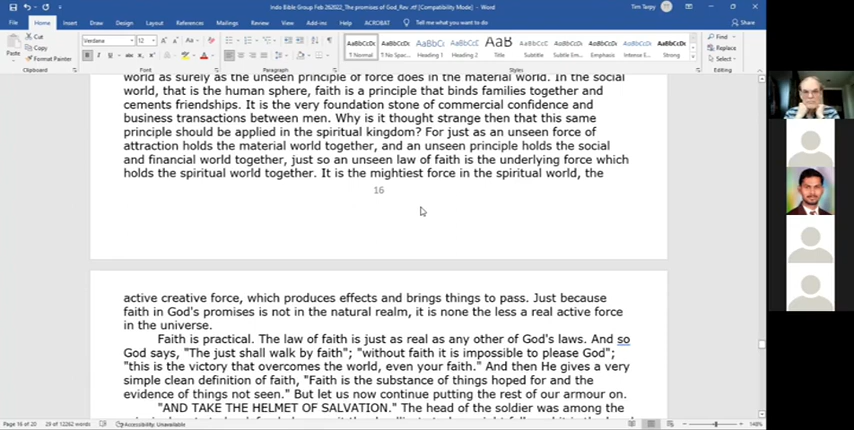 Indo Bible Group Feb 262022_The promises of God_Rev .rtf [Compatibility Mode] - Word
Tim Tarpy
File Home Insert Draw Design Layout References Mailings Review View Add-ins Help ACROBAT Tell me what you want to do Share
Cut
Copy
Format Painter
Paste
Clipboard
Verdana 12
Font
Paragraph
AaBbCcDc AaBbCcDc AaBbCc AaBbCcC AaB AaBbCcC AaBbCcDc AaBbCcDc AaBbCcDc AaBbCcDc
¶ Normal ¶ No Spac... Heading 1 Heading 2 Title Subtitle Subtle Em... Emphasis Intense E... Strong
Styles
Find
Replace
Select
Editing
world as surely as the unseen principle of force does in the material world. In the social
world, that is the human sphere, faith is a principle that binds families together and
cements friendships. It is the very foundation stone of commercial confidence and
business transactions between men. Why is it thought strange then that this same
principle should be applied in the spiritual kingdom? For just as an unseen force of
attraction holds the material world together, and an unseen principle holds the social
and financial world together, just so an unseen law of faith is the underlying force which
holds the spiritual world together. It is the mightiest force in the spiritual world, the
16
active creative force, which produces effects and brings things to pass. Just because
faith in God's promises is not in the natural realm, it is none the less a real active force
in the universe.
Faith is practical. The law of faith is just as real as any other of God's laws. And so
God says, "The just shall walk by faith"; "without faith it is impossible to please God";
"this is the victory that overcomes the world, even your faith." And then He gives a very
simple clean definition of faith, "Faith is the substance of things hoped for and the
evidence of things not seen." But let us now continue putting the rest of our armour on.
"AND TAKE THE HELMET OF SALVATION." The head of the soldier was among the
Page 16 of 20 29 of 12262 words Accessibility: Unavailable 140%